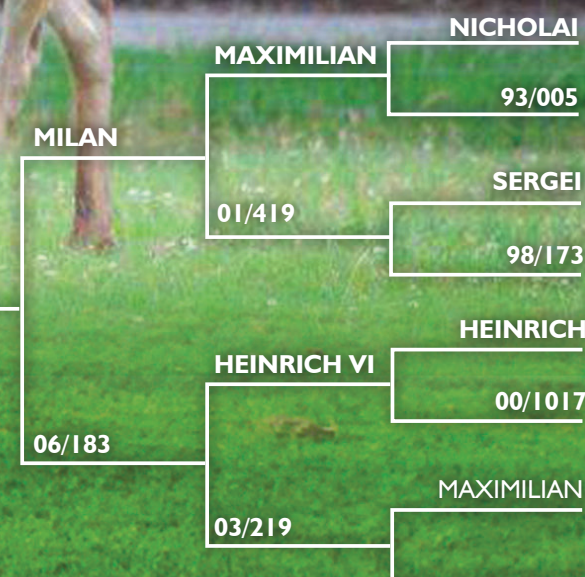 NICHOLAI
MAXIMILIAN
93/005
MILAN
SERGEI
01/419
98/173
HEINRICH
HEINRICH VI
00/1017
06/183
MAXIMILIAN
03/219